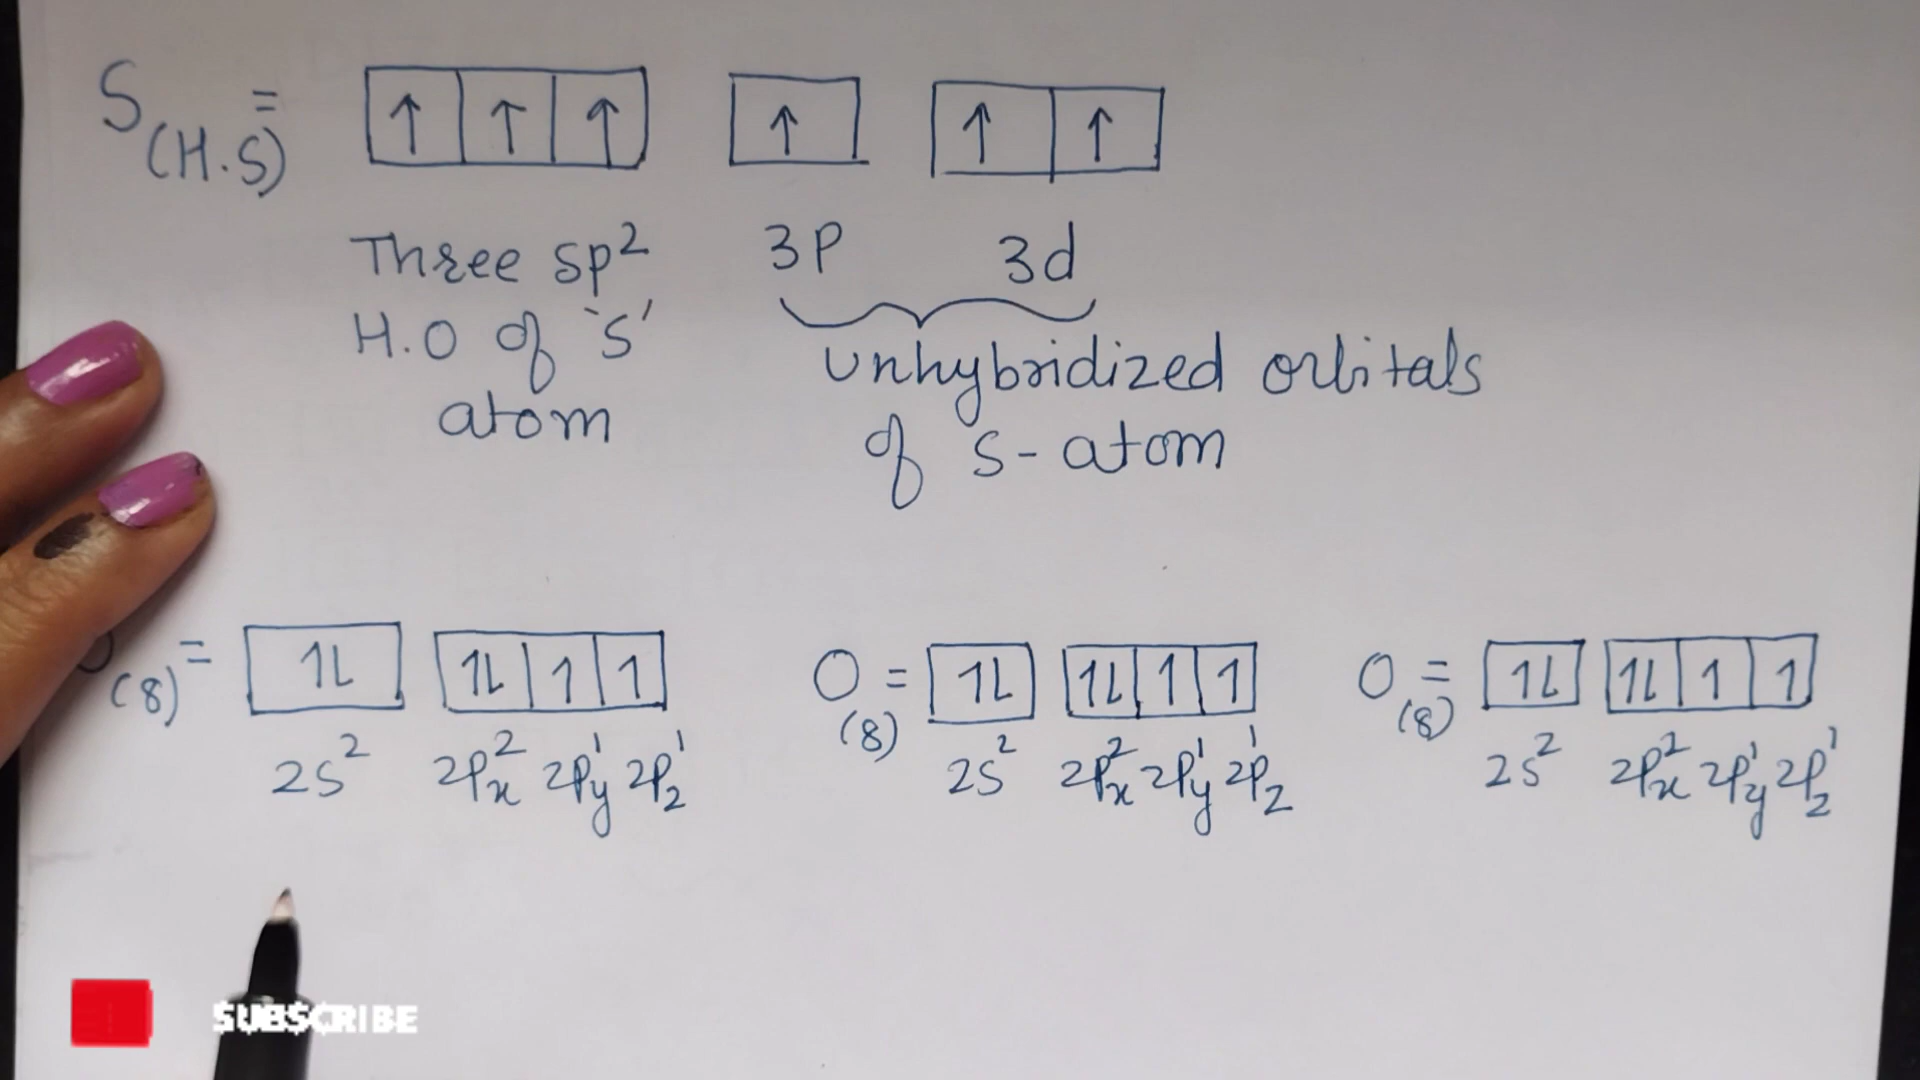 S(H.S) = ↑ ↑ ↑ ↑ ↑ ↑
Three sp² 3p 3d
H.O of 'S'
atom
unhybridized orbitals
of S-atom
O(8) = 1L 1L 1 1
2s² 2px² 2py¹ 2pz¹
O(8) = 1L 1L 1 1
2s² 2px² 2py¹ 2pz¹
O(8) = 1L 1L 1 1
2s² 2px² 2py¹ 2pz¹
SUBSCRIBE